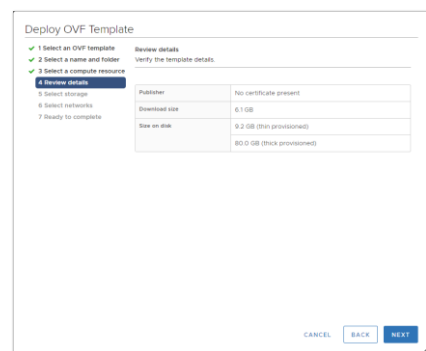 Deploy OVF Template
1 Select an OVF template
2 Select a name and folder
3 Select a compute resource
4 Review details
5 Select storage
6 Select networks
7 Ready to complete
Review details
Verify the template details.
Publisher No certificate present
Download size 6.1 GB
Size on disk 9.2 GB (thin provisioned)
80.0 GB (thick provisioned)
CANCEL BACK NEXT